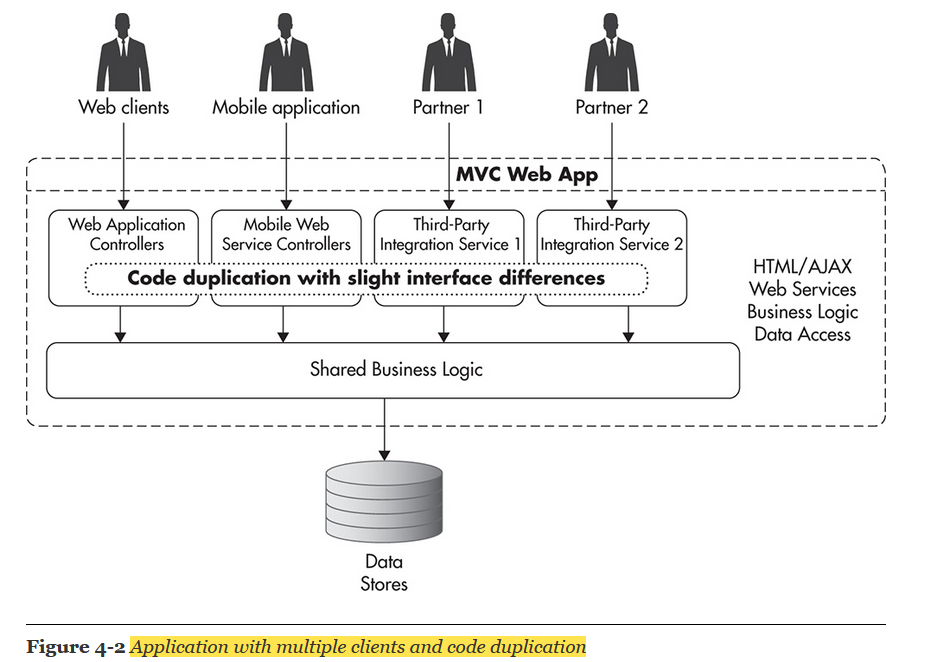 Web clients
Mobile application
Partner 1
Partner 2
MVC Web App
Web Application
Controllers
Mobile Web
Service Controllers
Third-Party
Integration Service 1
Third-Party
Integration Service 2
Code duplication with slight interface differences
HTML/AJAX
Web Services
Business Logic
Data Access
Shared Business Logic
Data
Stores
Figure 4-2 Application with multiple clients and code duplication